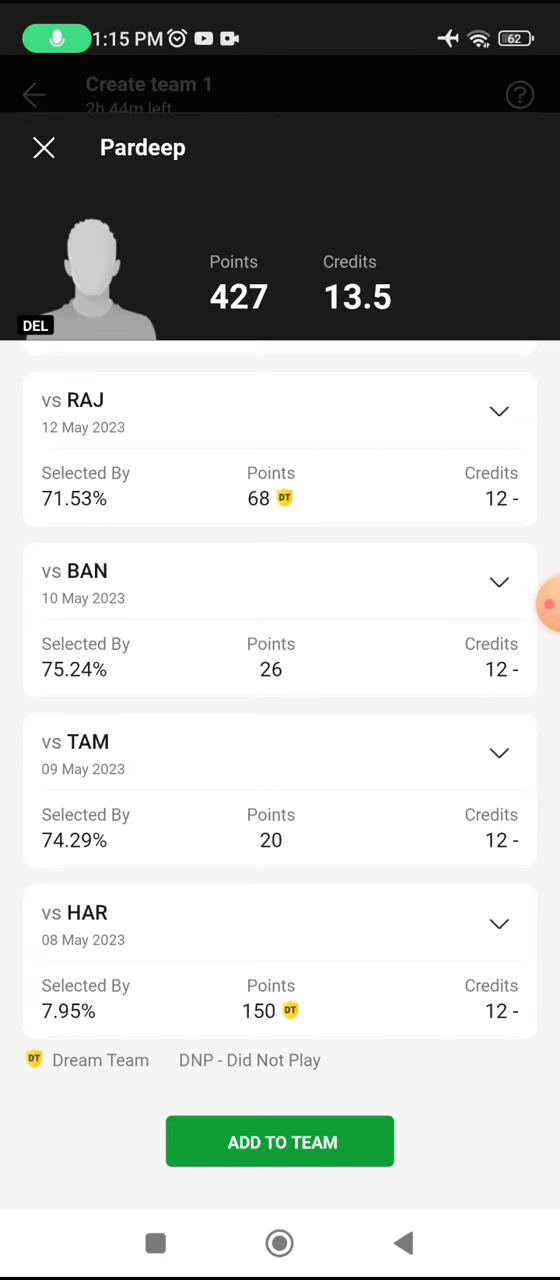 1:15 PM
62
Create team 1
2h 44m left
Pardeep
Points
Credits
427
13.5
DEL
vs RAJ
12 May 2023
Selected By
Points
Credits
71.53%
68 DT
12 -
vs BAN
10 May 2023
Selected By
Points
Credits
75.24%
26
12 -
vs TAM
09 May 2023
Selected By
Points
Credits
74.29%
20
12 -
vs HAR
08 May 2023
Selected By
Points
Credits
7.95%
150 DT
12 -
DT Dream Team DNP - Did Not Play
ADD TO TEAM